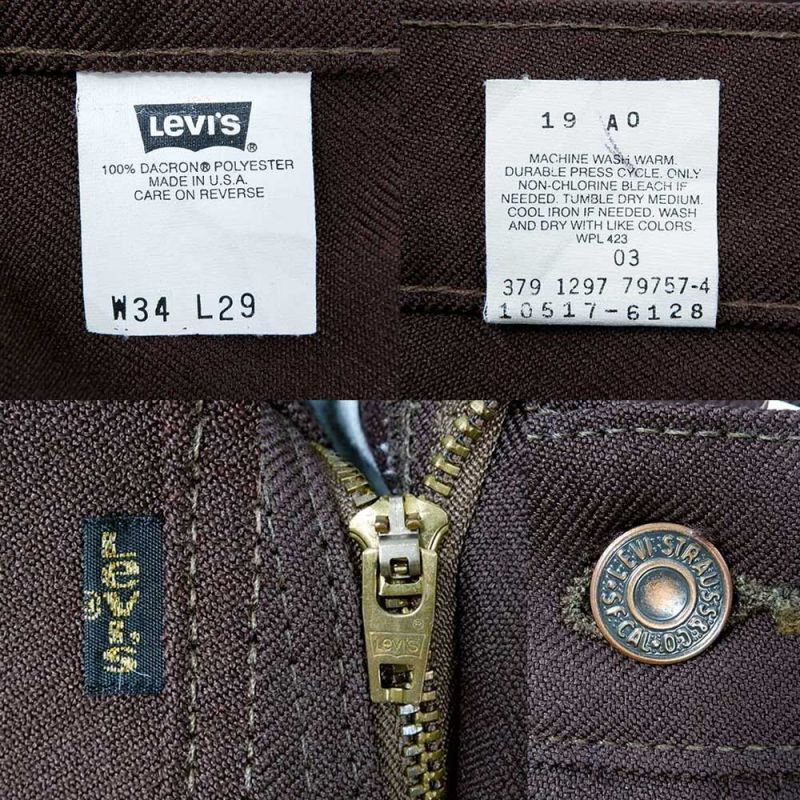 Levi's®
100% DACRON® POLYESTER
MADE IN U.S.A.
CARE ON REVERSE
W34 L29
19 A0
MACHINE WASH WARM.
DURABLE PRESS CYCLE. ONLY
NON-CHLORINE BLEACH IF
NEEDED. TUMBLE DRY MEDIUM.
COOL IRON IF NEEDED. WASH
AND DRY WITH LIKE COLORS.
WPL 423
03
379 1297 79757-4
10517-6128
Levi's
®
®
Levi's
LEVI STRAUSS & CO. S.F. CAL